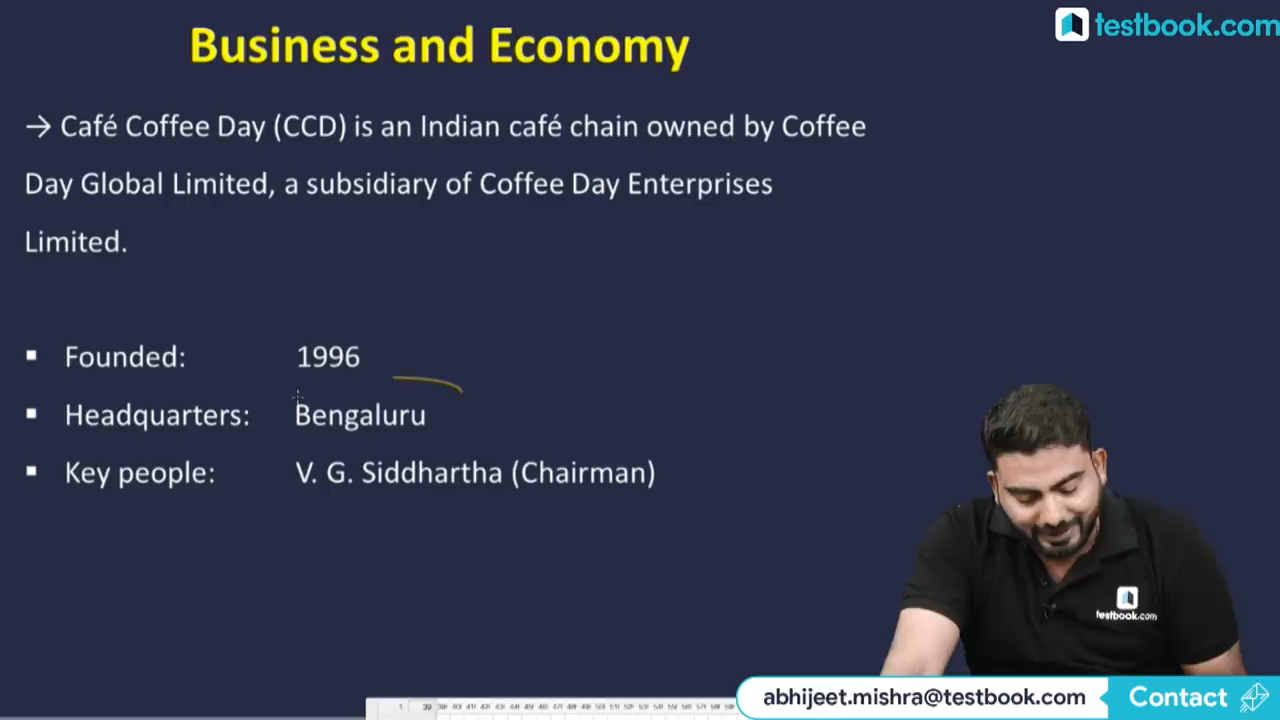 testbook.com
Business and Economy
→ Café Coffee Day (CCD) is an Indian café chain owned by Coffee
Day Global Limited, a subsidiary of Coffee Day Enterprises
Limited.
▪ Founded: 1996
▪ Headquarters: Bengaluru
▪ Key people: V. G. Siddhartha (Chairman)
testbook.com
abhijeet.mishra@testbook.com Contact